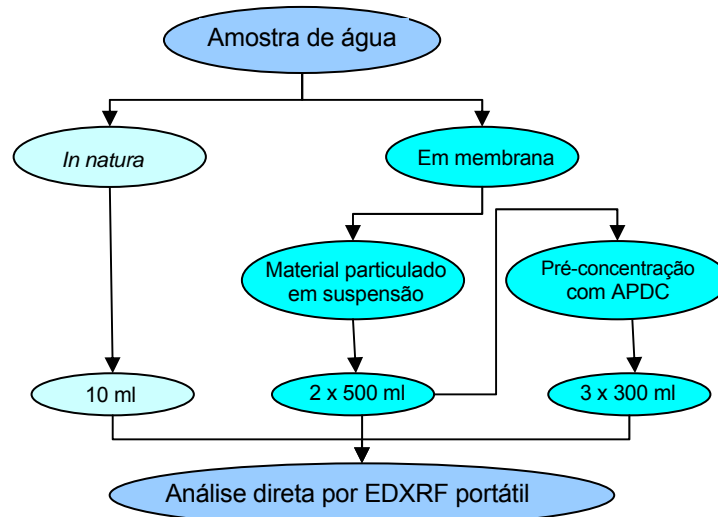 Amostra de água
In natura
Em membrana
Material particulado
em suspensão
Pré-concentração
com APDC
10 ml
2 x 500 ml
3 x 300 ml
Análise direta por EDXRF portátil